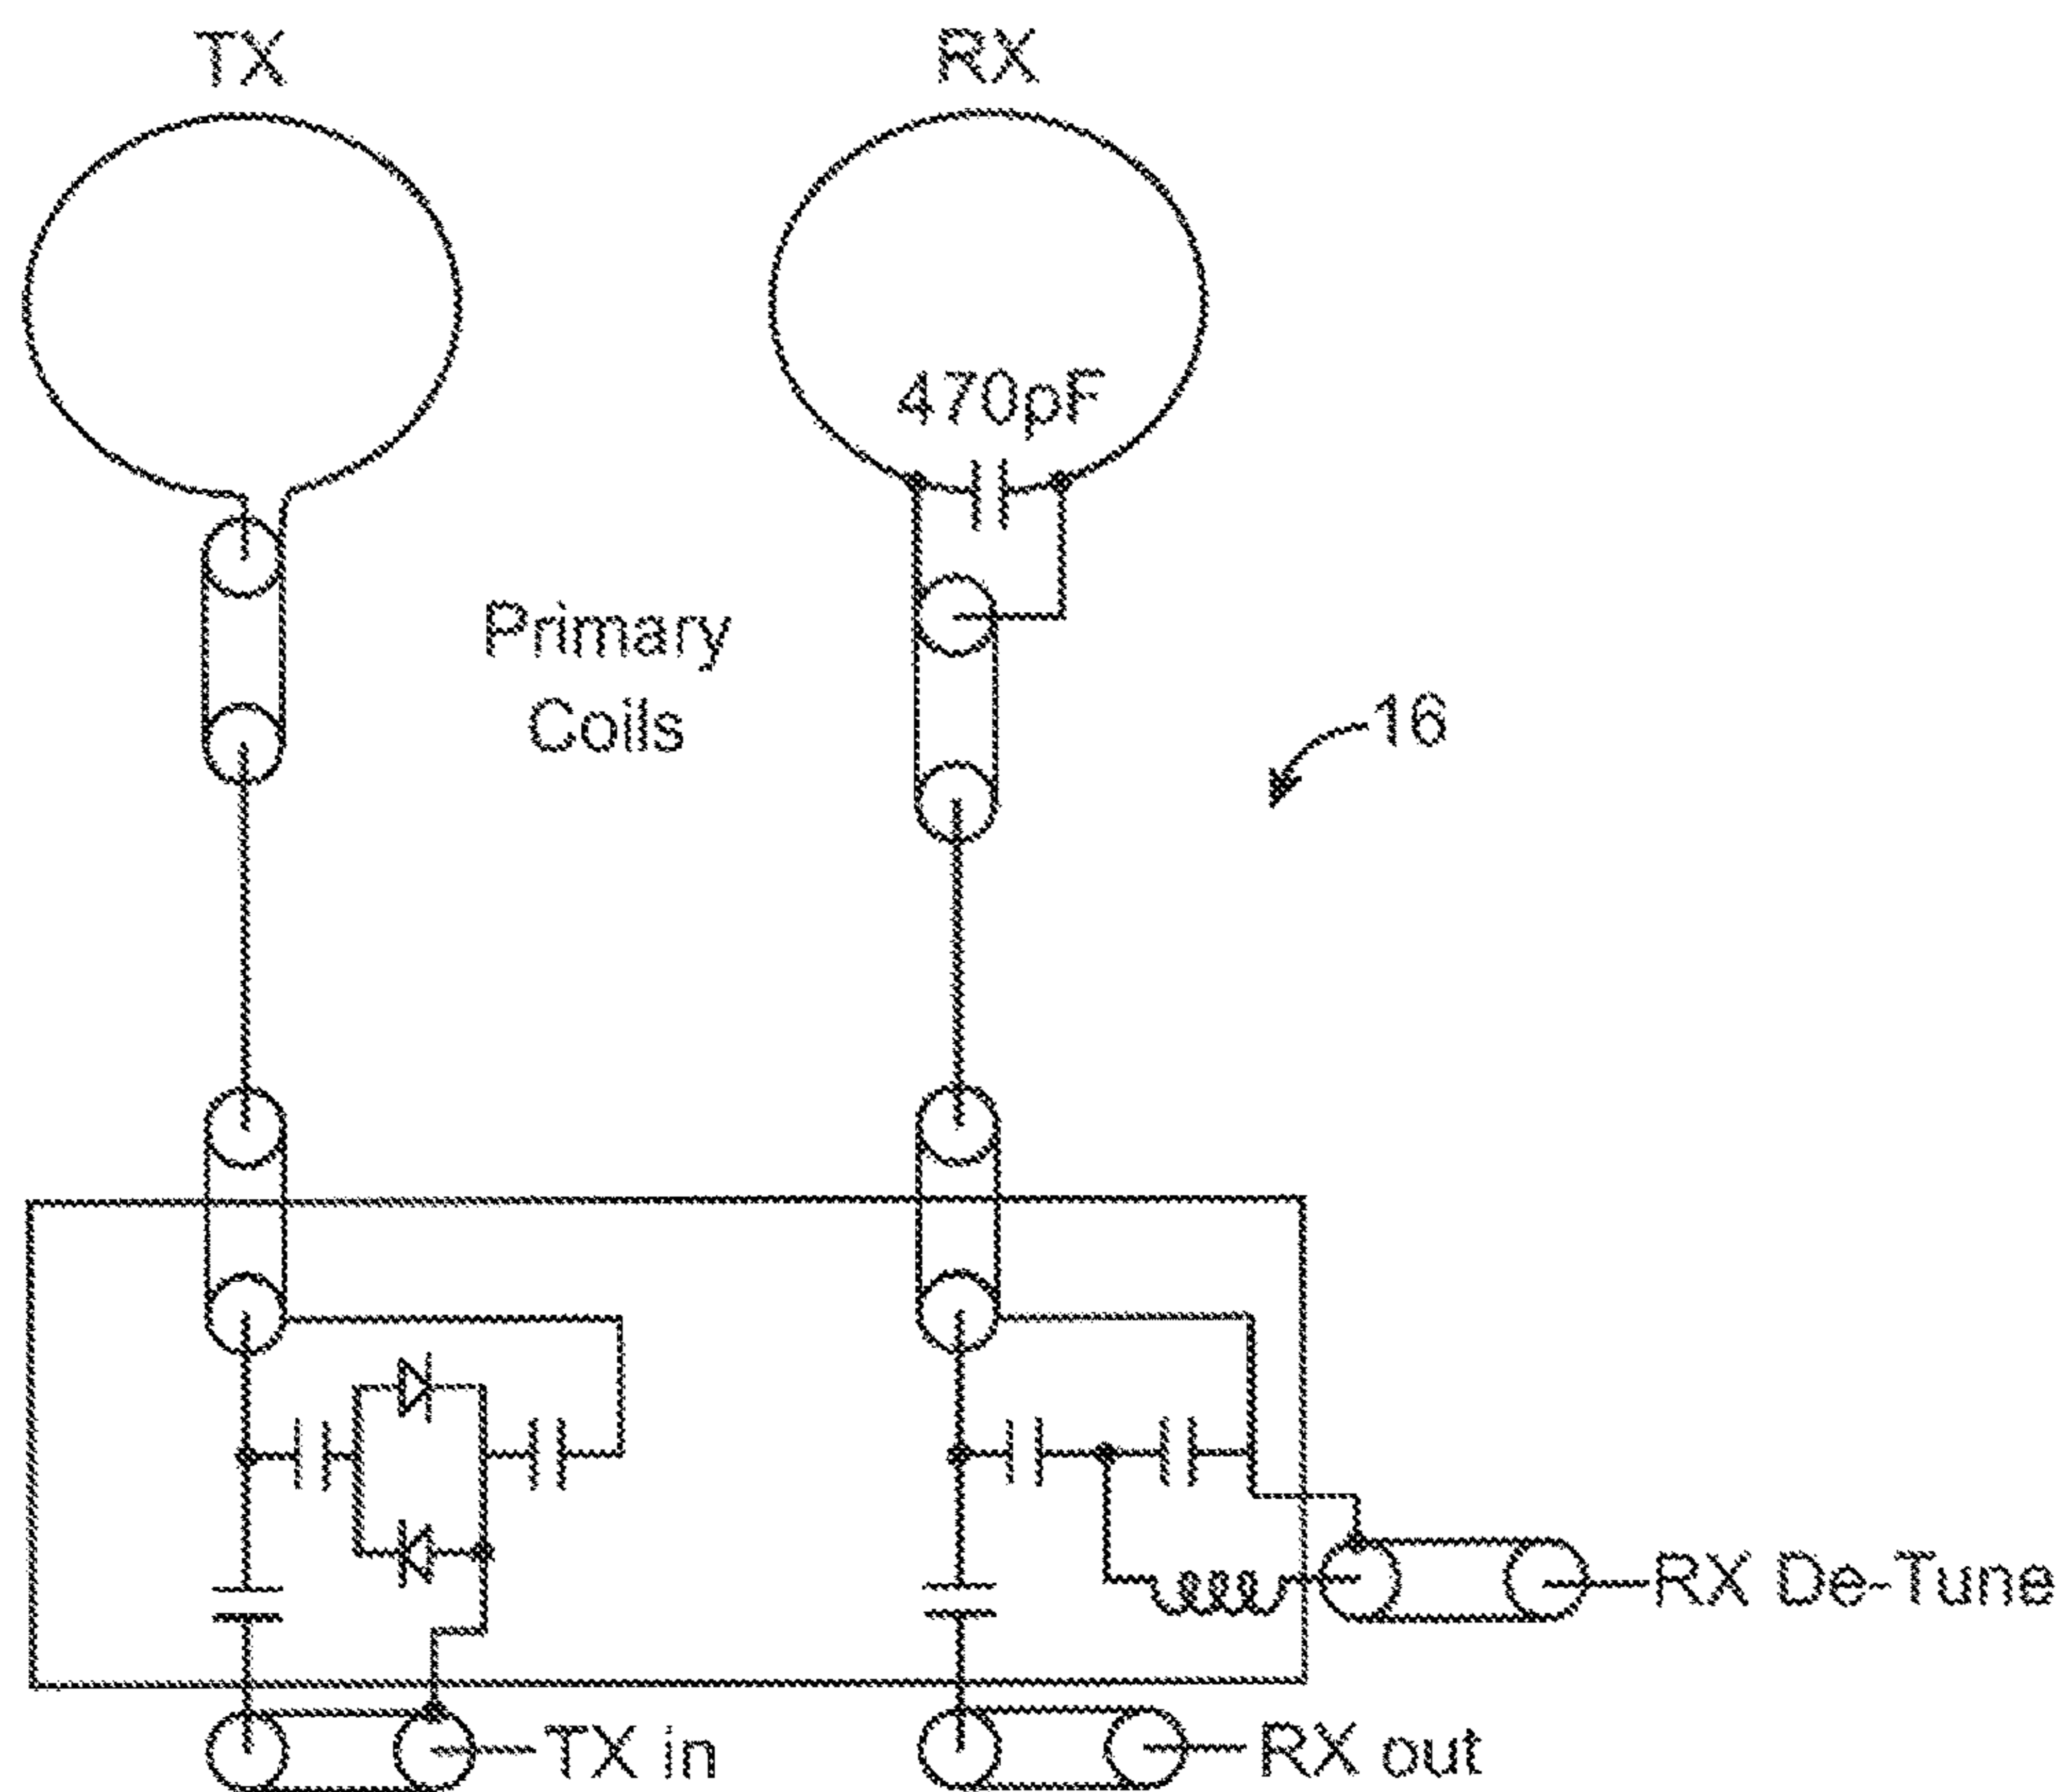 TX
RX
470pF
Primary
Coils
16
RX De-Tune
TX in
RX out